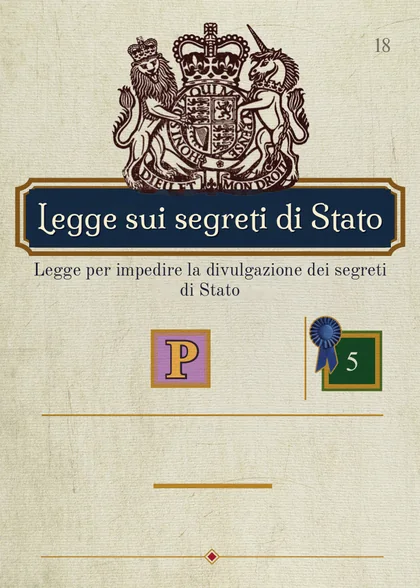 18
Legge sui segreti di Stato
Legge per impedire la divulgazione dei segreti
di Stato
P
5
DIEU ET MON DROI